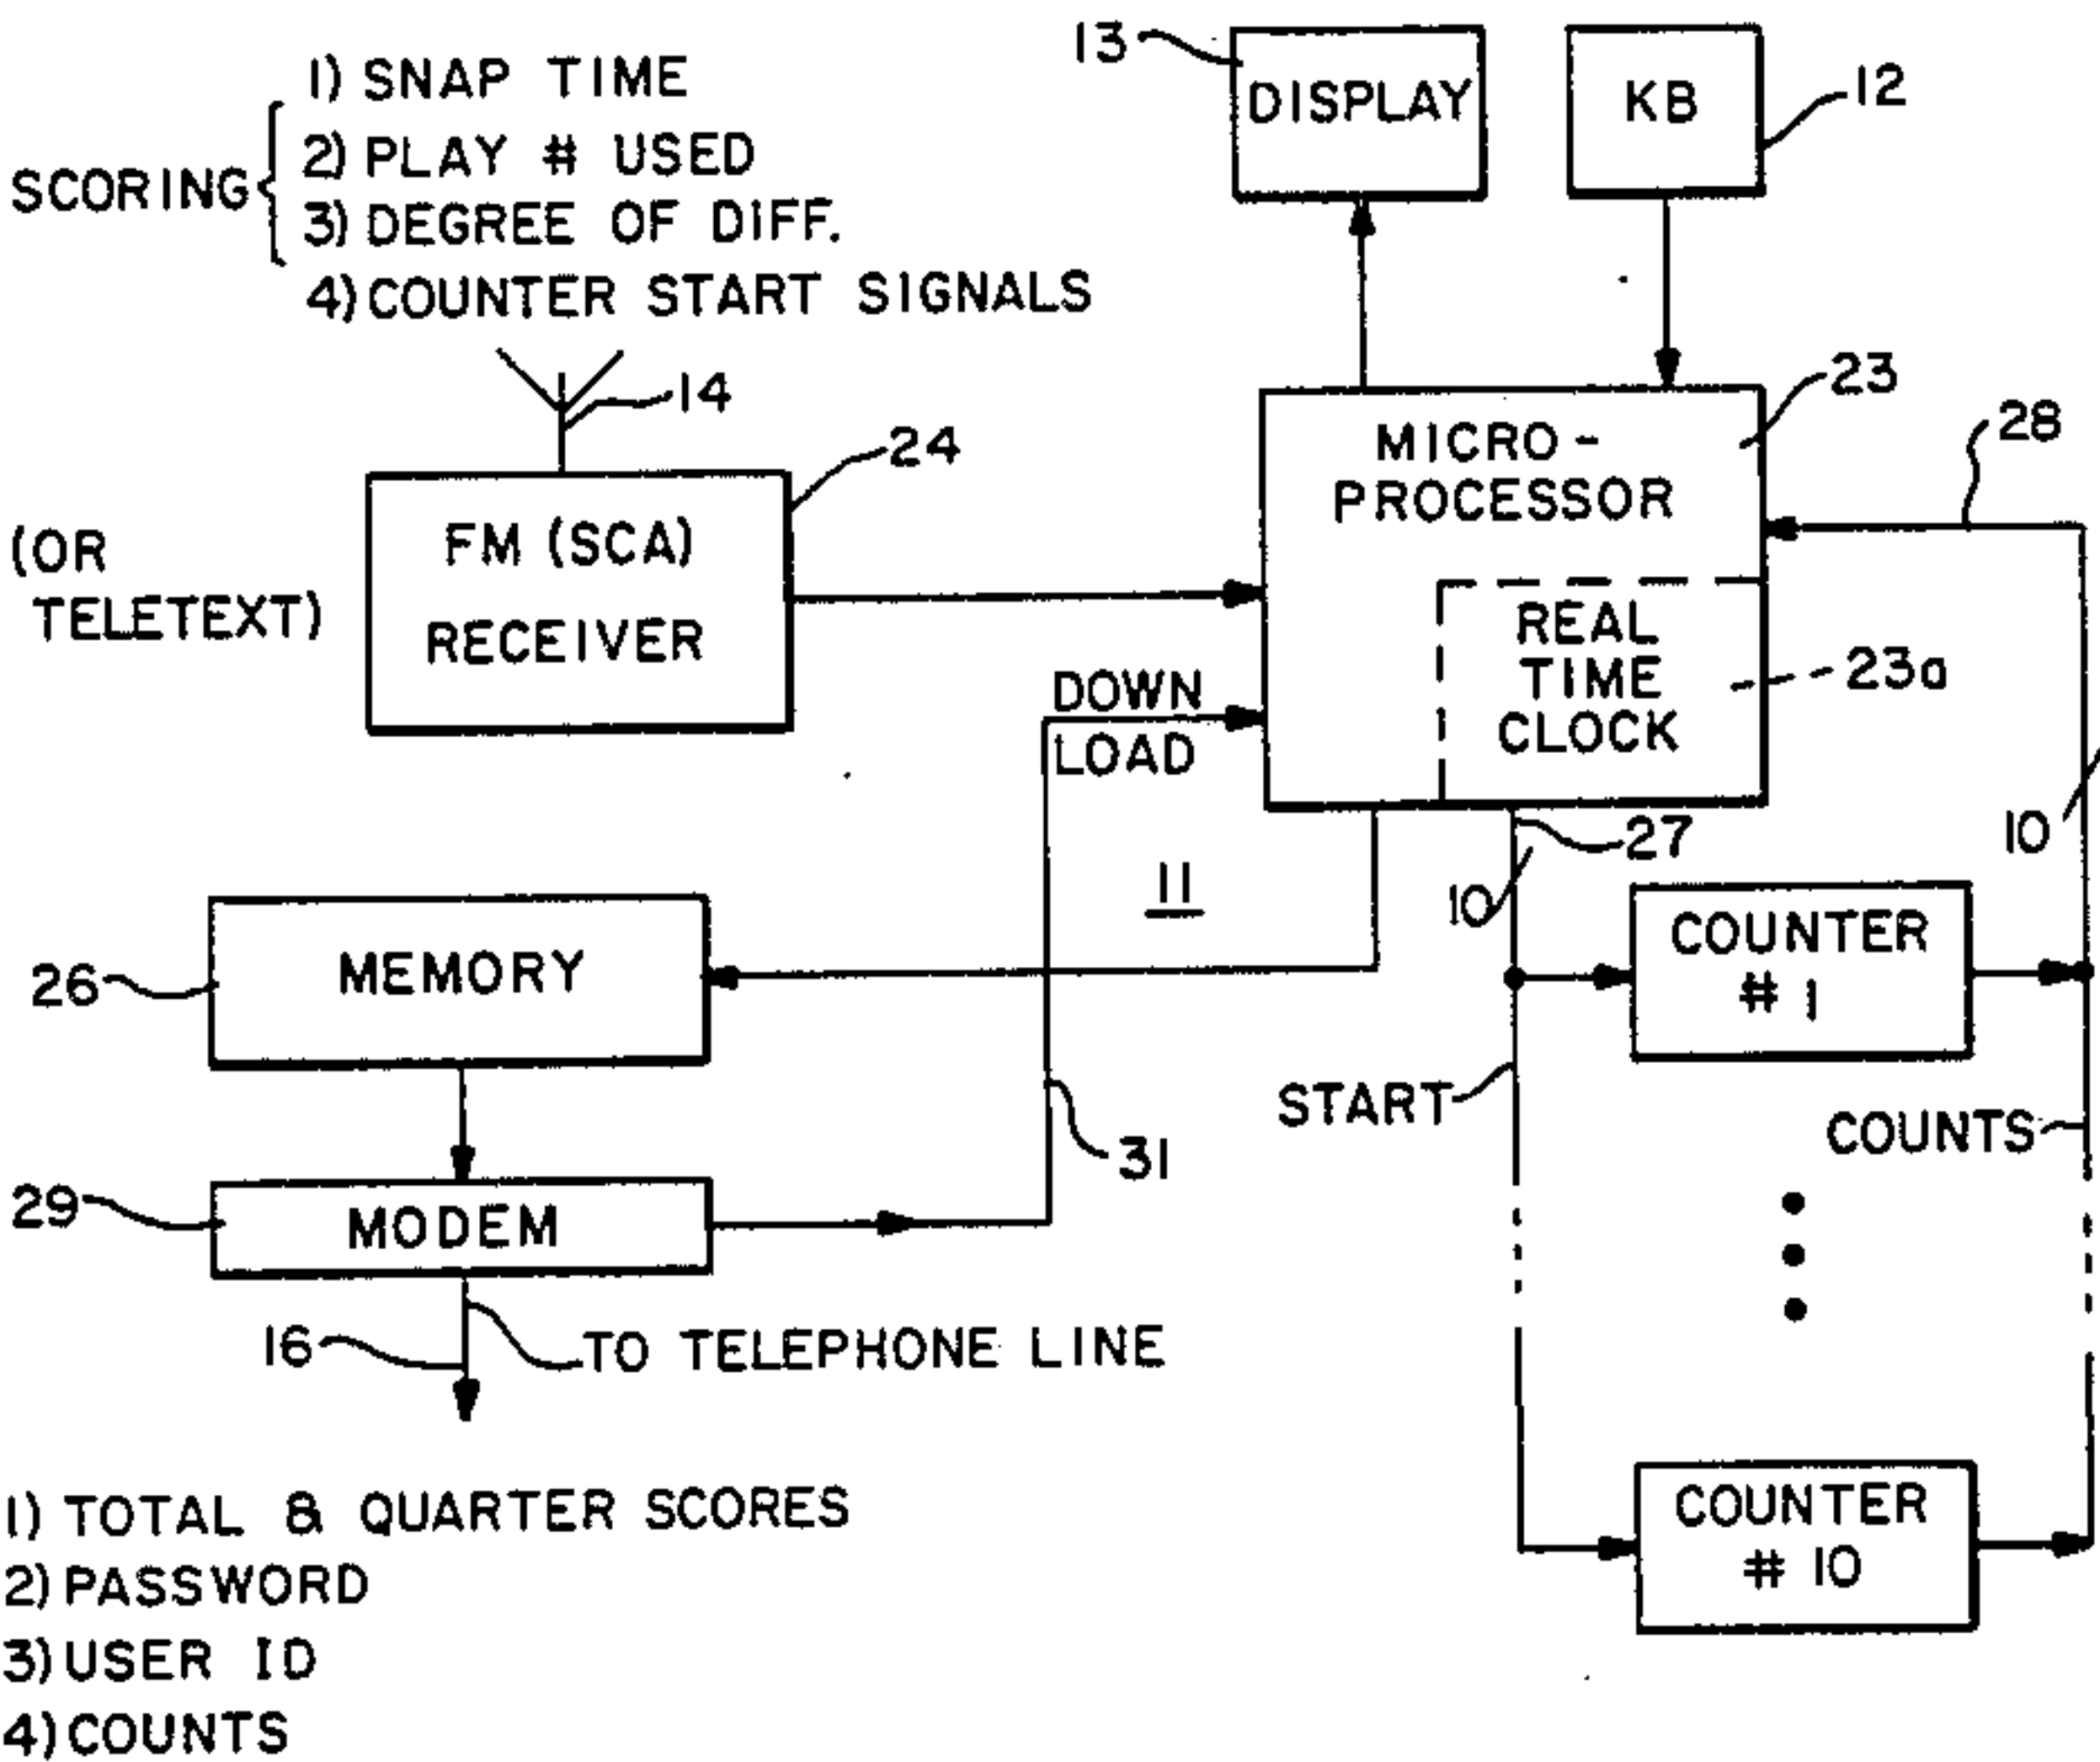 1) SNAP TIME
SCORING
2) PLAY # USED
3) DEGREE OF DIFF.
4) COUNTER START SIGNALS
13
DISPLAY
KB
12
14
24
FM (SCA)
RECEIVER
(OR
TELETEXT)
MICRO-
PROCESSOR
23
28
REAL
TIME
CLOCK
23a
DOWN
LOAD
11
27
10
10
26
MEMORY
COUNTER
# 1
START
COUNTS
31
29
MODEM
16
TO TELEPHONE LINE
COUNTER
# 10
1) TOTAL & QUARTER SCORES
2) PASSWORD
3) USER ID
4) COUNTS